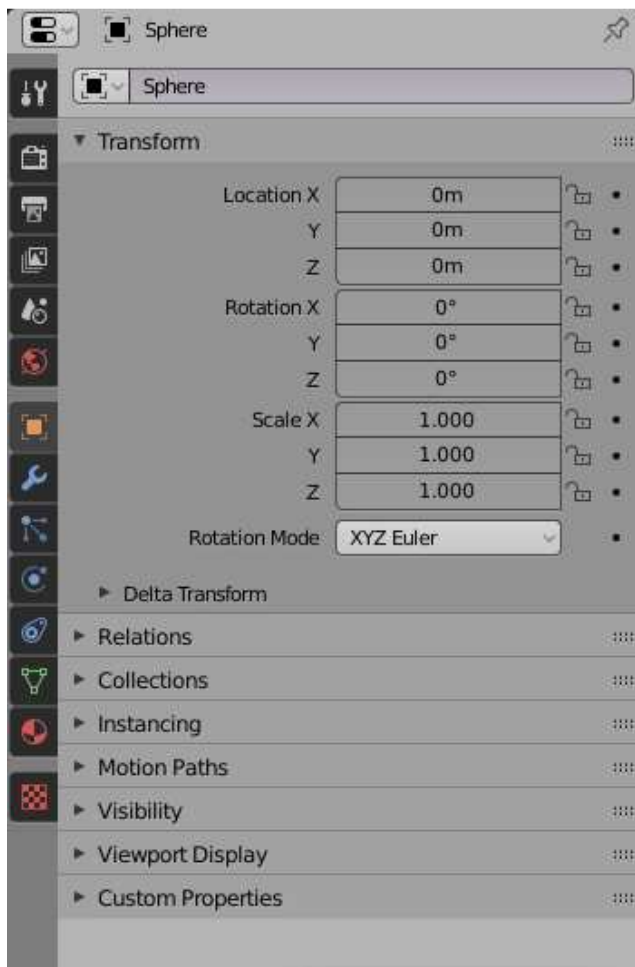 Sphere
Sphere
Transform
Location X 0m
Y 0m
Z 0m
Rotation X 0°
Y 0°
Z 0°
Scale X 1.000
Y 1.000
Z 1.000
Rotation Mode XYZ Euler
Delta Transform
Relations
Collections
Instancing
Motion Paths
Visibility
Viewport Display
Custom Properties